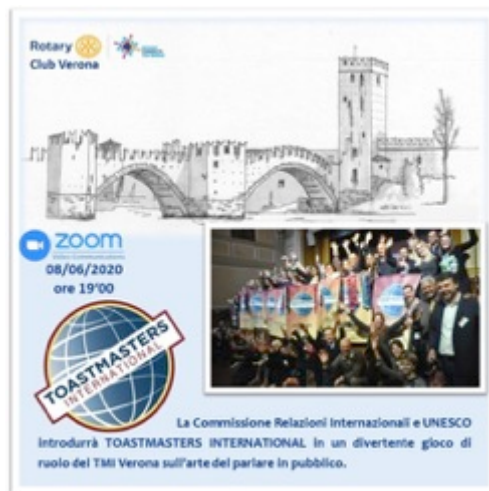 Rotary
Club Verona
zoom
Video Communications
08/06/2020
ore 19'00
TOASTMASTERS
INTERNATIONAL
La Commissione Relazioni Internazionali e UNESCO
introdurrà TOASTMASTERS INTERNATIONAL in un divertente gioco di
ruolo del TMI Verona sull'arte del parlare in pubblico.